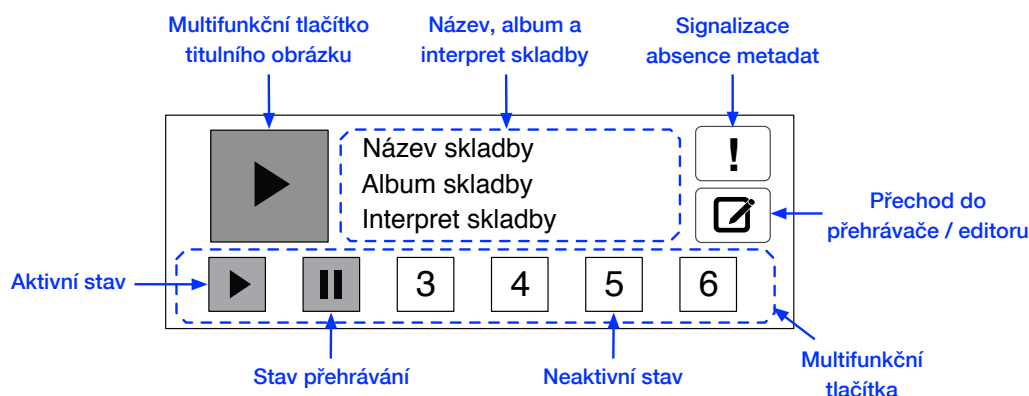 Multifunkční tlačítko
titulního obrázku
Název, album a
interpret skladby
Signalizace
absence metadat
Název skladby
Album skladby
Interpret skladby
!
Přechod do
přehrávače / editoru
Aktivní stav
3 4 5 6
Stav přehrávání
Neaktivní stav
Multifunkční
tlačítka